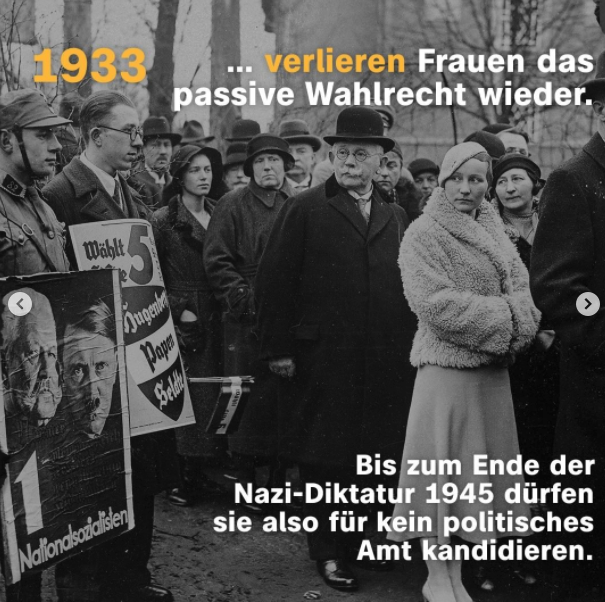 1933
... verlieren Frauen das
passive Wahlrecht wieder.
Wählt
5
Hugenberg
Papen
Seldte
1
Nationalsozialisten
Bis zum Ende der
Nazi-Diktatur 1945 dürfen
sie also für kein politisches
Amt kandidieren.